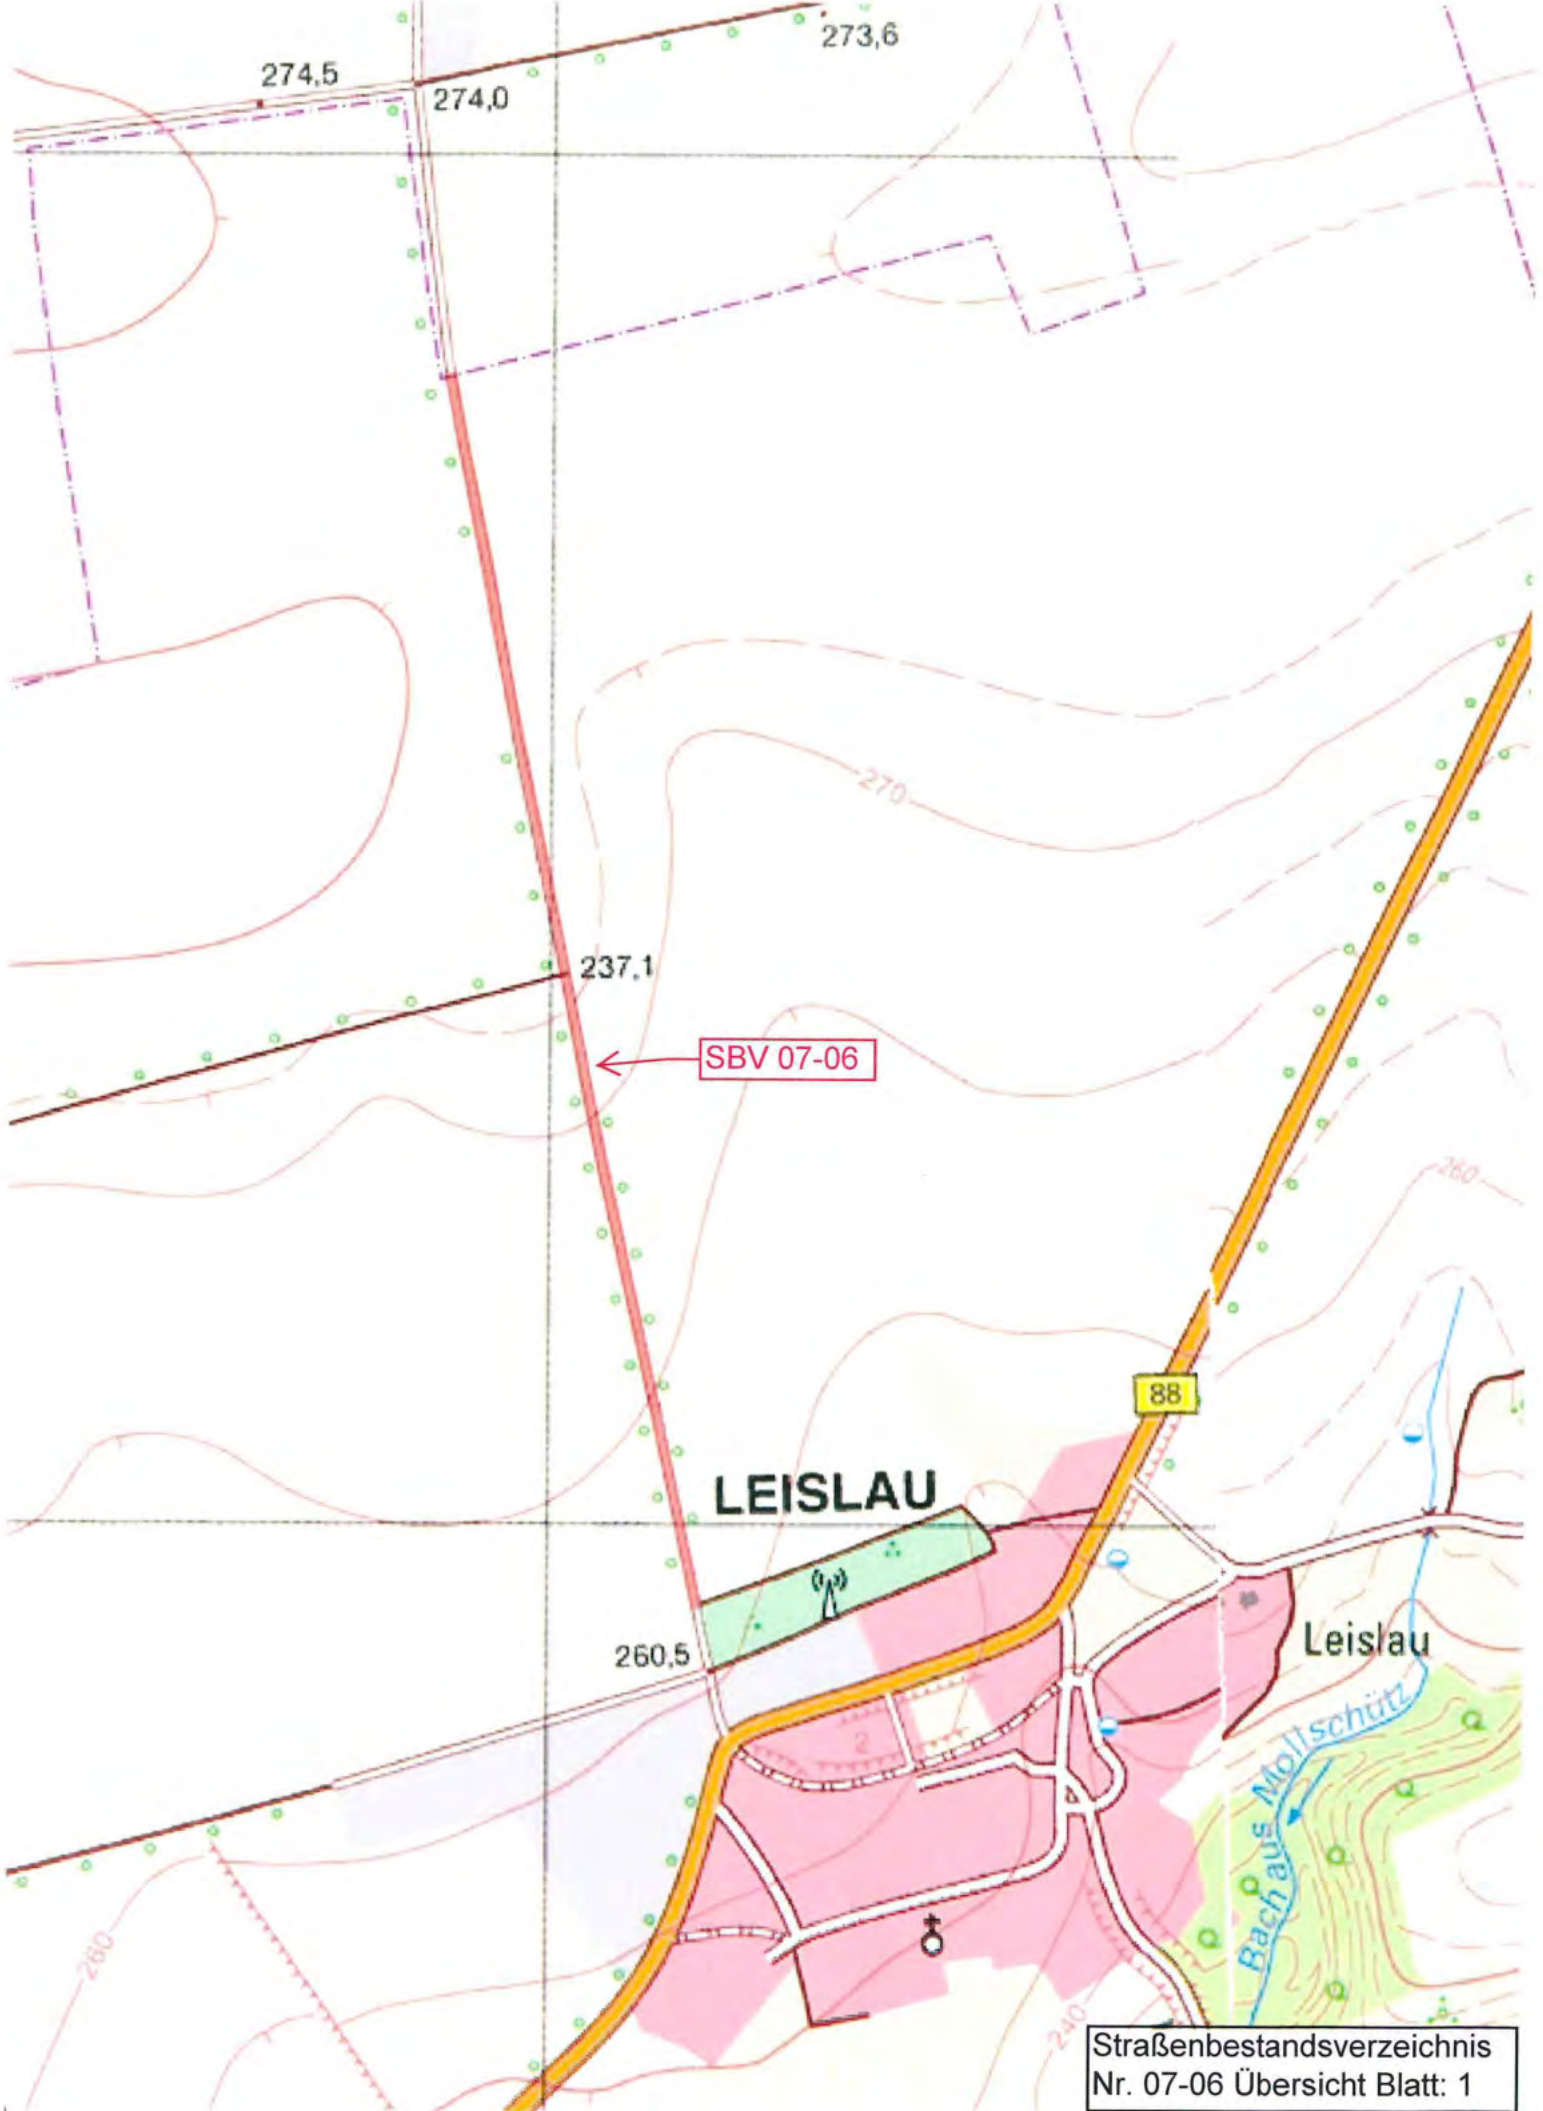 273,6
274,5
274,0
270
237,1
SBV 07-06
260
88
LEISLAU
260,5
Leislau
2
Bach aus Mollschütz
260
240
Straßenbestandsverzeichnis
Nr. 07-06 Übersicht Blatt: 1